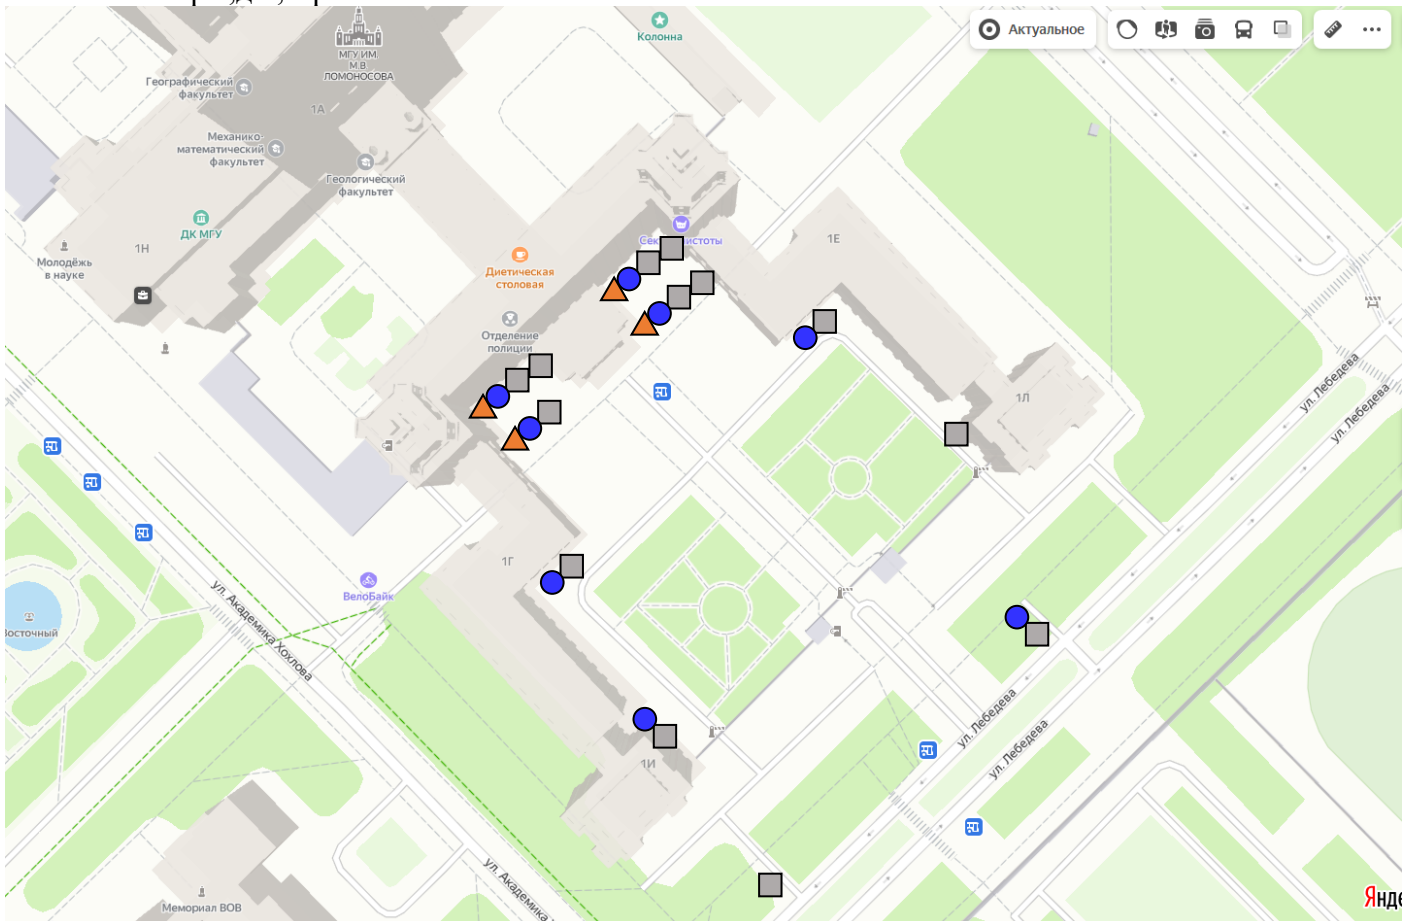 Колонна
Актуальное
МГУ ИМ.
М.В.
ЛОМОНОСОВА
Географический
факультет
1А
Механико-
математический
факультет
Геологический
факультет
ДК МГУ
1Н
Молодёжь
в науке
Диетическая
столовая
1Е
Отделение
полиции
1Л
ул. Лебедева
ул. Лебедева
1Г
ВелоБайк
ул. Академика Хохлова
Восточный
ул. Лебедева
ул. Лебедева
1И
ул. Академика
Мемориал ВОВ